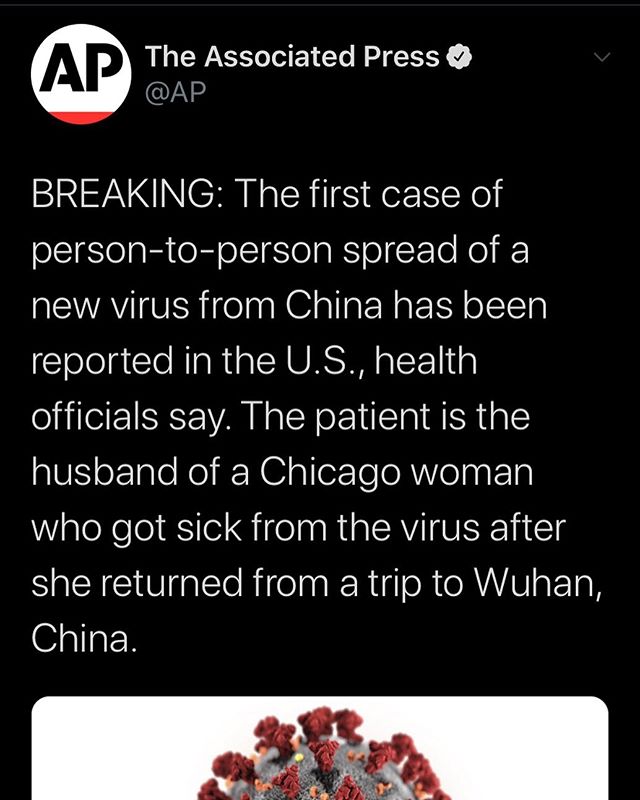 AP
The Associated Press
@AP
BREAKING: The first case of
person-to-person spread of a
new virus from China has been
reported in the U.S., health
officials say. The patient is the
husband of a Chicago woman
who got sick from the virus after
she returned from a trip to Wuhan,
China.